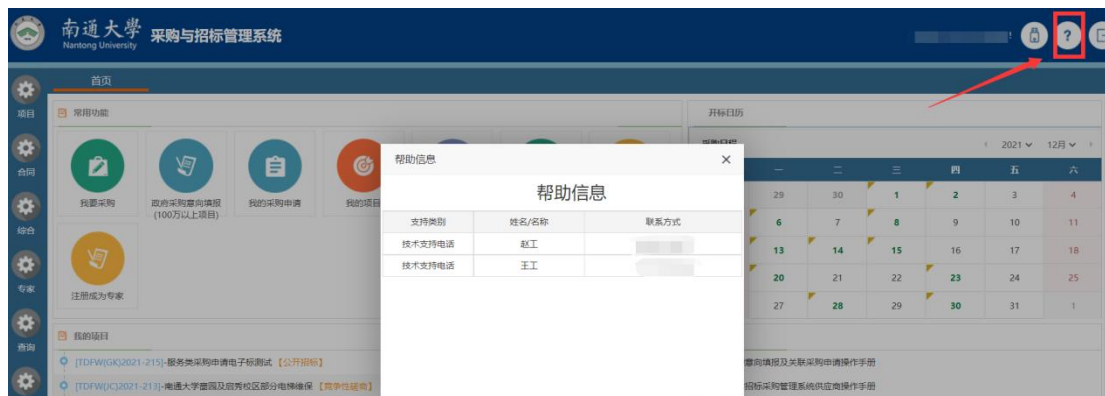 南通大學
Nantong University
采购与招标管理系统
?
首页
项目
合同
综合
专家
查询
常用功能
我要采购
政府采购意向填报
(100万以上项目)
我的采购申请
我的项目
注册成为专家
帮助信息
×
帮助信息
支持类别 姓名/名称 联系方式
技术支持电话 赵工
技术支持电话 王工
开标日历
2021 12月
一 二 三 四 五 六
29 30 1 2 3 4
6 7 8 9 10 11
13 14 15 16 17 18
20 21 22 23 24 25
27 28 29 30 31 1
我的项目
[TDFW(GK)2021-215]-服务类采购申请电子标测试 【公开招标】
[TDFW(JC)2021-213]-南通大学啬园及启秀校区部分电梯维保 【竞争性磋商】
意向填报及关联采购申请操作手册
招标采购管理系统供应商操作手册